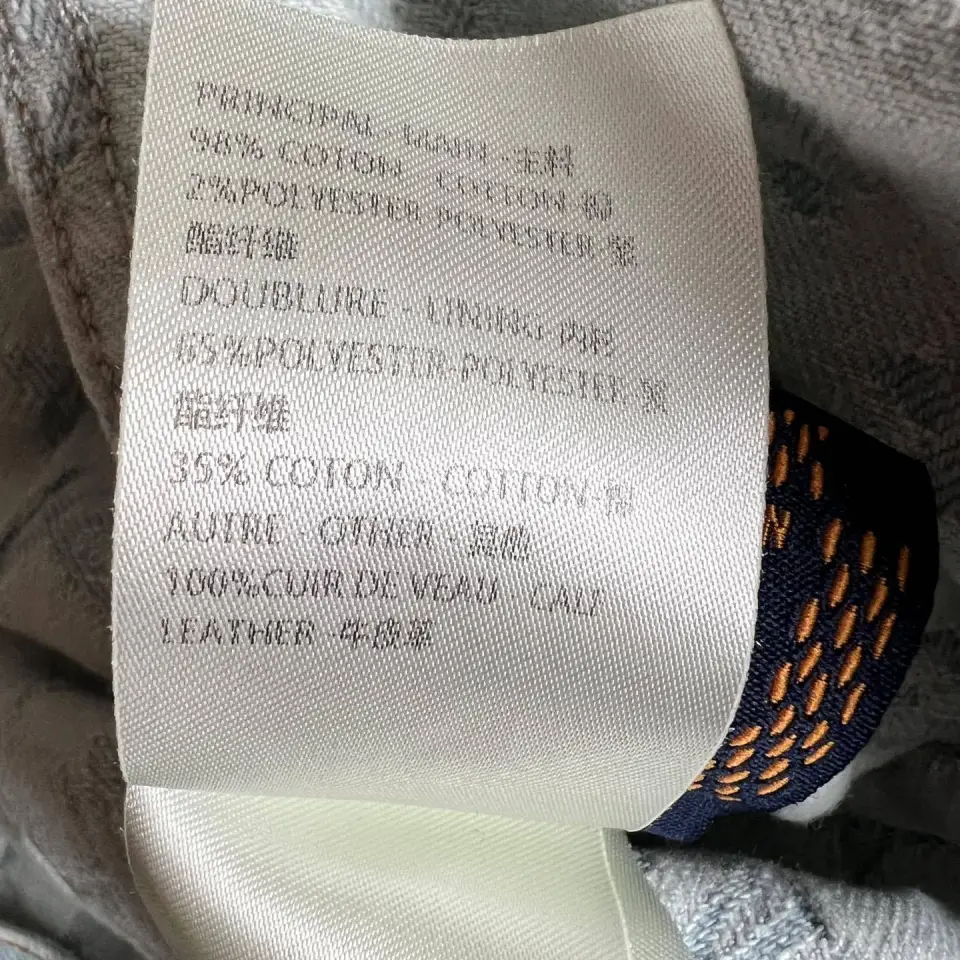 PRINCIPAL - MAIN - 主料
98% COTON COTTON-棉
2%POLYESTER-POLYESTER-聚
酯纤维
DOUBLURE - LINING-内衬
65%POLYESTER-POLYESTER-聚
酯纤维
35% COTON COTTON-棉
AUTRE - OTHER - 其他
100%CUIR DE VEAU CALF
LEATHER -牛皮革